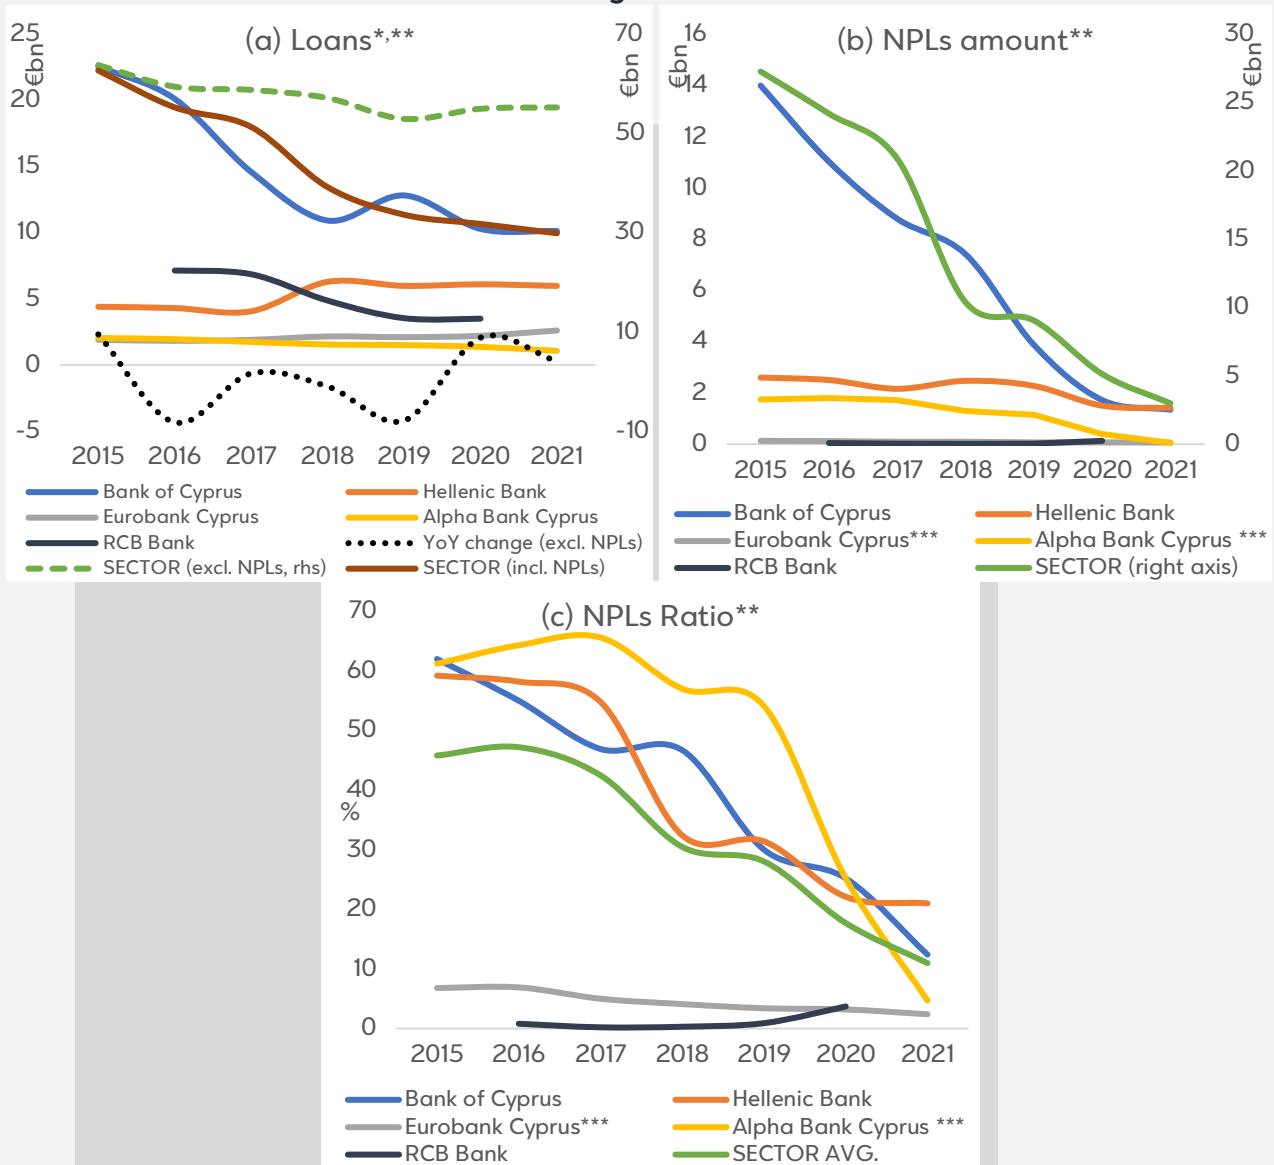 (a) Loans*,**
25
20
15
10
5
0
-5
€bn
70
50
30
10
-10
€bn
2015 2016 2017 2018 2019 2020 2021
Bank of Cyprus
Hellenic Bank
Eurobank Cyprus
Alpha Bank Cyprus
RCB Bank
YoY change (excl. NPLs)
SECTOR (excl. NPLs, rhs)
SECTOR (incl. NPLs)
(b) NPLs amount**
16
14
12
10
8
6
4
2
0
€bn
30
25
20
15
10
5
0
€bn
2015 2016 2017 2018 2019 2020 2021
Bank of Cyprus
Hellenic Bank
Eurobank Cyprus***
Alpha Bank Cyprus ***
RCB Bank
SECTOR (right axis)
(c) NPLs Ratio**
70
60
50
40
30
20
10
0
%
2015 2016 2017 2018 2019 2020 2021
Bank of Cyprus
Hellenic Bank
Eurobank Cyprus***
Alpha Bank Cyprus ***
RCB Bank
SECTOR AVG.